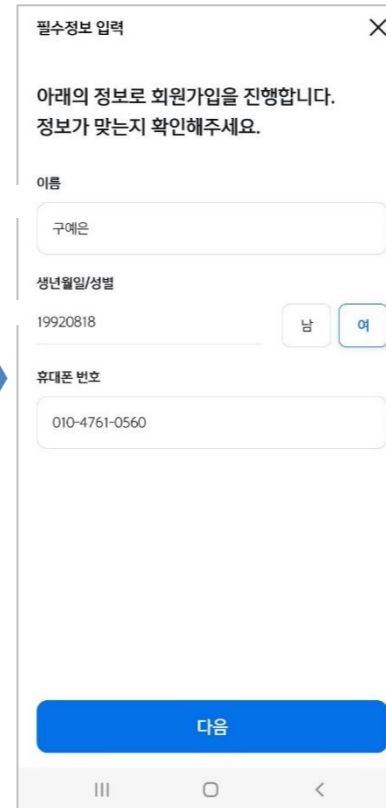 필수정보 입력
아래의 정보로 회원가입을 진행합니다.
정보가 맞는지 확인해주세요.
이름
구예은
생년월일/성별
19920818 남 여
휴대폰 번호
010-4761-0560
다음